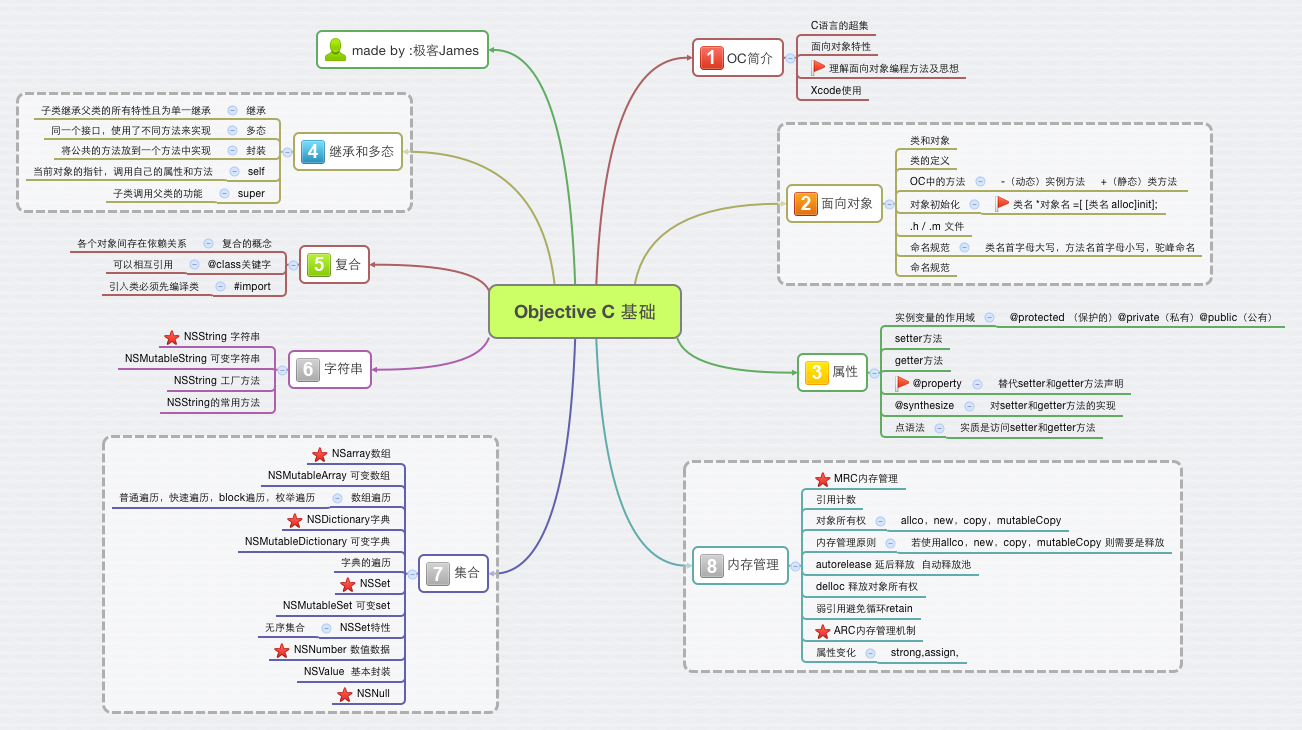 Objective C 基础
made by :极客James
1 OC简介
C语言的超集
面向对象特性
理解面向对象编程方法及思想
Xcode使用
2 面向对象
类和对象
类的定义
OC中的方法 -（动态）实例方法 +（静态）类方法
对象初始化 类名 *对象名 =[ [类名 alloc]init];
.h / .m 文件
命名规范 类名首字母大写，方法名首字母小写，驼峰命名
命名规范
3 属性
实例变量的作用域 @protected （保护的）@private（私有）@public（公有）
setter方法
getter方法
@property 替代setter和getter方法声明
@synthesize 对setter和getter方法的实现
点语法 实质是访问setter和getter方法
4 继承和多态
子类继承父类的所有特性且为单一继承 继承
同一个接口，使用了不同方法来实现 多态
将公共的方法放到一个方法中实现 封装
当前对象的指针，调用自己的属性和方法 self
子类调用父类的功能 super
5 复合
各个对象间存在依赖关系 复合的概念
可以相互引用 @class关键字
引入类必须先编译类 #import
6 字符串
NSString 字符串
NSMutableString 可变字符串
NSString 工厂方法
NSString的常用方法
7 集合
NSarray数组
NSMutableArray 可变数组
普通遍历，快速遍历，block遍历，枚举遍历 数组遍历
NSDictionary字典
NSMutableDictionary 可变字典
字典的遍历
NSSet
NSMutableSet 可变set
无序集合 NSSet特性
NSNumber 数值数据
NSValue 基本封装
NSNull
8 内存管理
MRC内存管理
引用计数
对象所有权 allco，new，copy，mutableCopy
内存管理原则 若使用allco，new，copy，mutableCopy 则需要是释放
autorelease 延后释放 自动释放池
delloc 释放对象所有权
弱引用避免循环retain
ARC内存管理机制
属性变化 strong,assign,